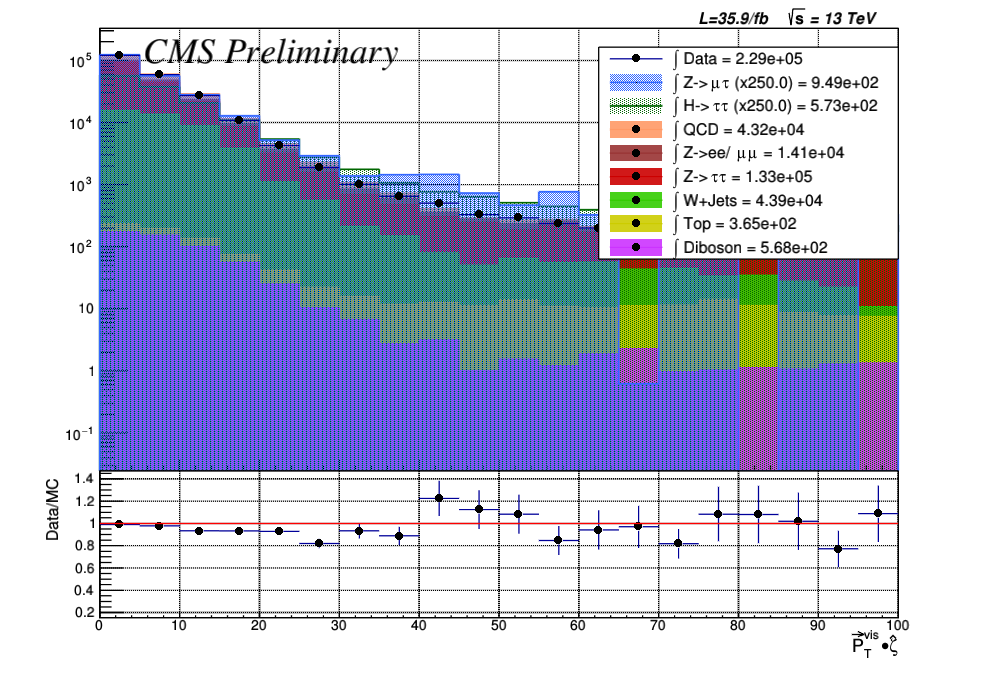 L=35.9/fb √s = 13 TeV
CMS Preliminary
∫ Data = 2.29e+05
∫ Z->μτ (x250.0) = 9.49e+02
∫ H->ττ (x250.0) = 5.73e+02
∫ QCD = 4.32e+04
∫ Z->ee/ μμ = 1.41e+04
∫ Z->ττ = 1.33e+05
∫ W+Jets = 4.39e+04
∫ Top = 3.65e+02
∫ Diboson = 5.68e+02
10⁵
10⁴
10³
10²
10
1
10⁻¹
Data/MC
1.4
1.2
1
0.8
0.6
0.4
0.2
0 10 20 30 40 50 60 70 80 90 100
P⃗_T^vis •ζ̂